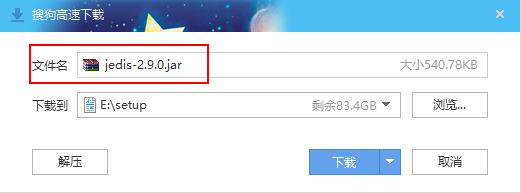 搜狗高速下载
文件名 jedis-2.9.0.jar 大小540.78KB
下载到 E:\setup 剩余83.4GB 浏览...
解压 下载 取消